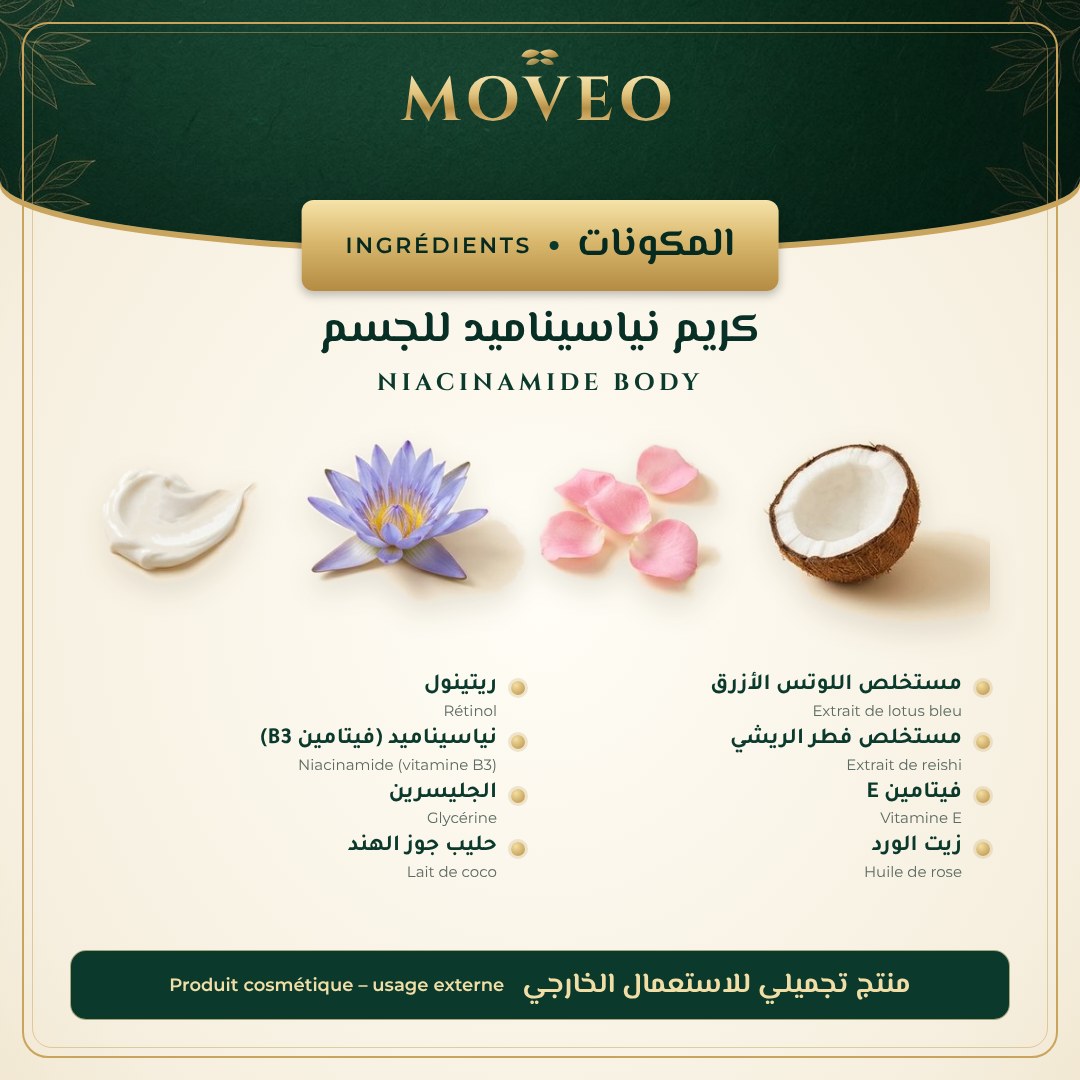 MOVEO
المكونات • INGRÉDIENTS
كريم نياسيناميد للجسم
NIACINAMIDE BODY
مستخلص اللوتس الأزرق
Extrait de lotus bleu
مستخلص فطر الريشي
Extrait de reishi
فيتامين E
Vitamine E
زيت الورد
Huile de rose
ريتينول
Rétinol
نياسيناميد (فيتامين B3)
Niacinamide (vitamine B3)
الجليسرين
Glycérine
حليب جوز الهند
Lait de coco
منتج تجميلي للاستعمال الخارجي Produit cosmétique – usage externe